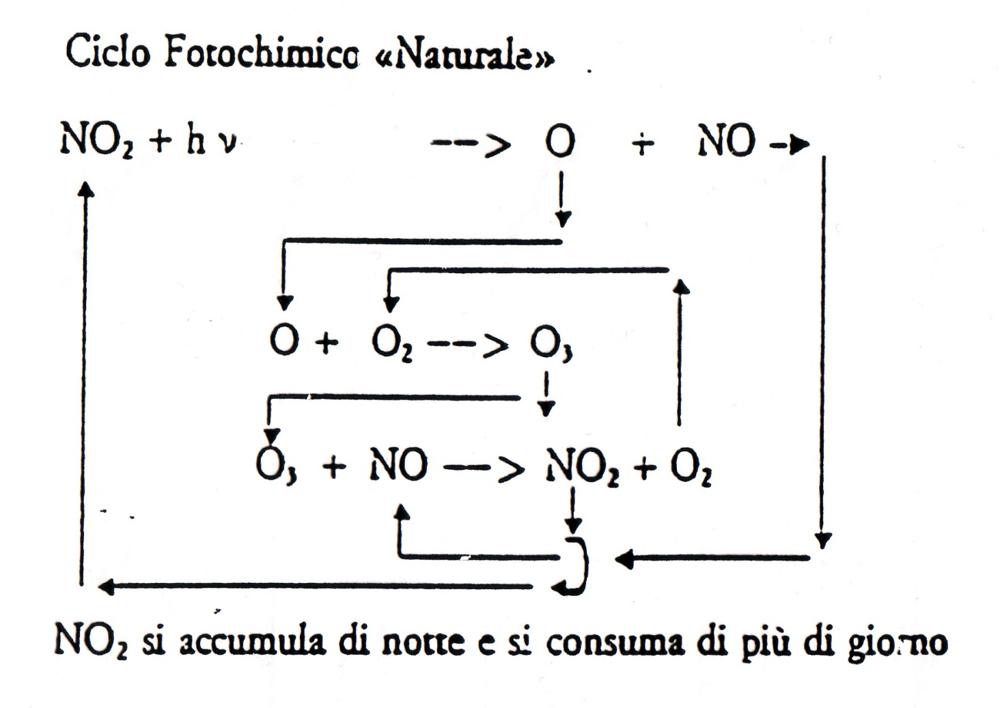 Ciclo Fotochimico «Naturale»
NO₂ + h ν --> O + NO
O + O₂ --> O₃
O₃ + NO —> NO₂ + O₂
NO₂ si accumula di notte e si consuma di più di giorno